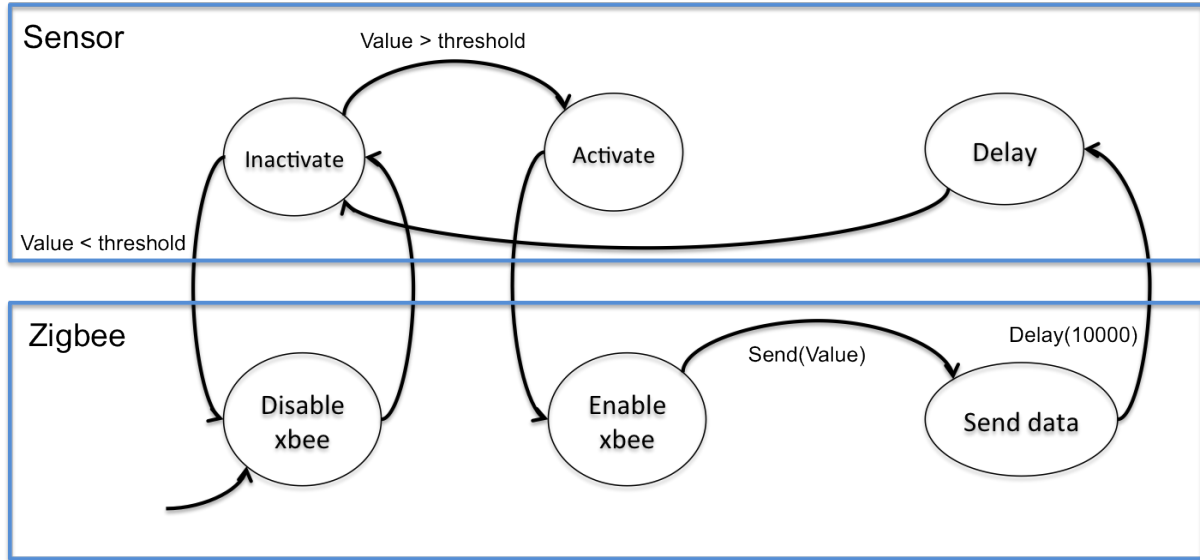 Sensor
Value > threshold
Inactivate
Activate
Delay
Value < threshold
Zigbee
Delay(10000)
Send(Value)
Disable
xbee
Enable
xbee
Send data